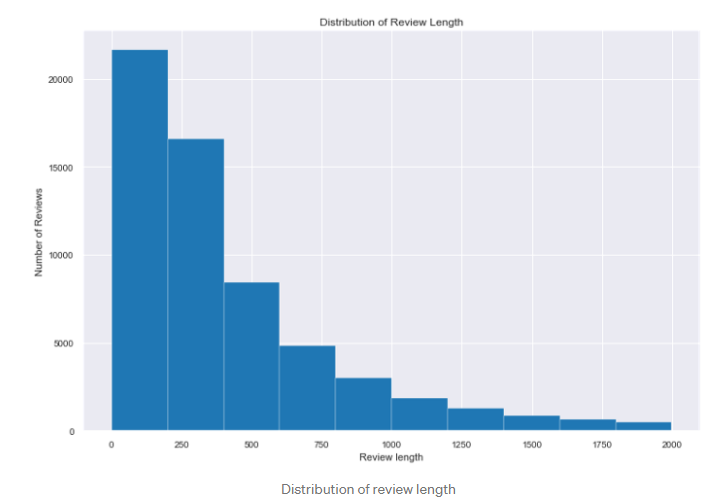 Distribution of Review Length
20000
15000
10000
5000
0
Number of Reviews
0 250 500 750 1000 1250 1500 1750 2000
Review length
Distribution of review length